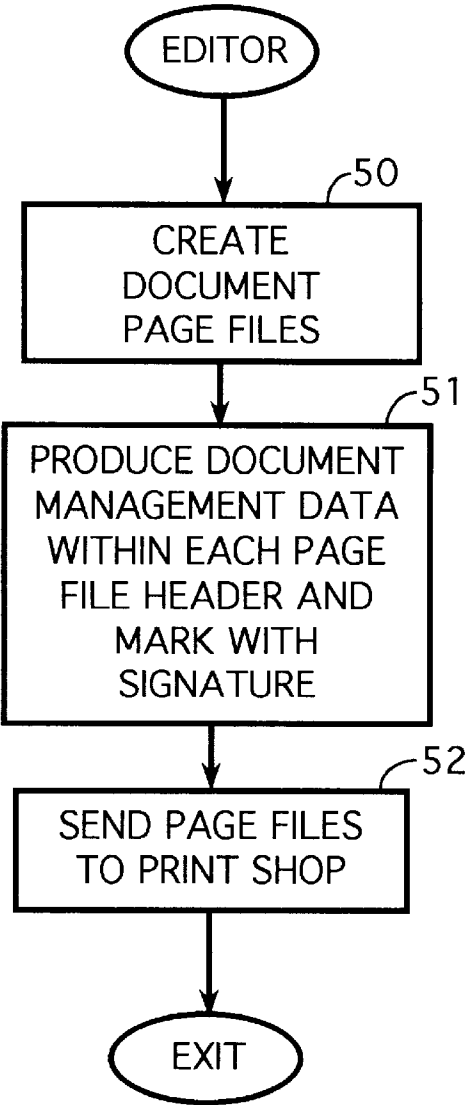 EDITOR
50
CREATE
DOCUMENT
PAGE FILES
51
PRODUCE DOCUMENT
MANAGEMENT DATA
WITHIN EACH PAGE
FILE HEADER AND
MARK WITH
SIGNATURE
52
SEND PAGE FILES
TO PRINT SHOP
EXIT